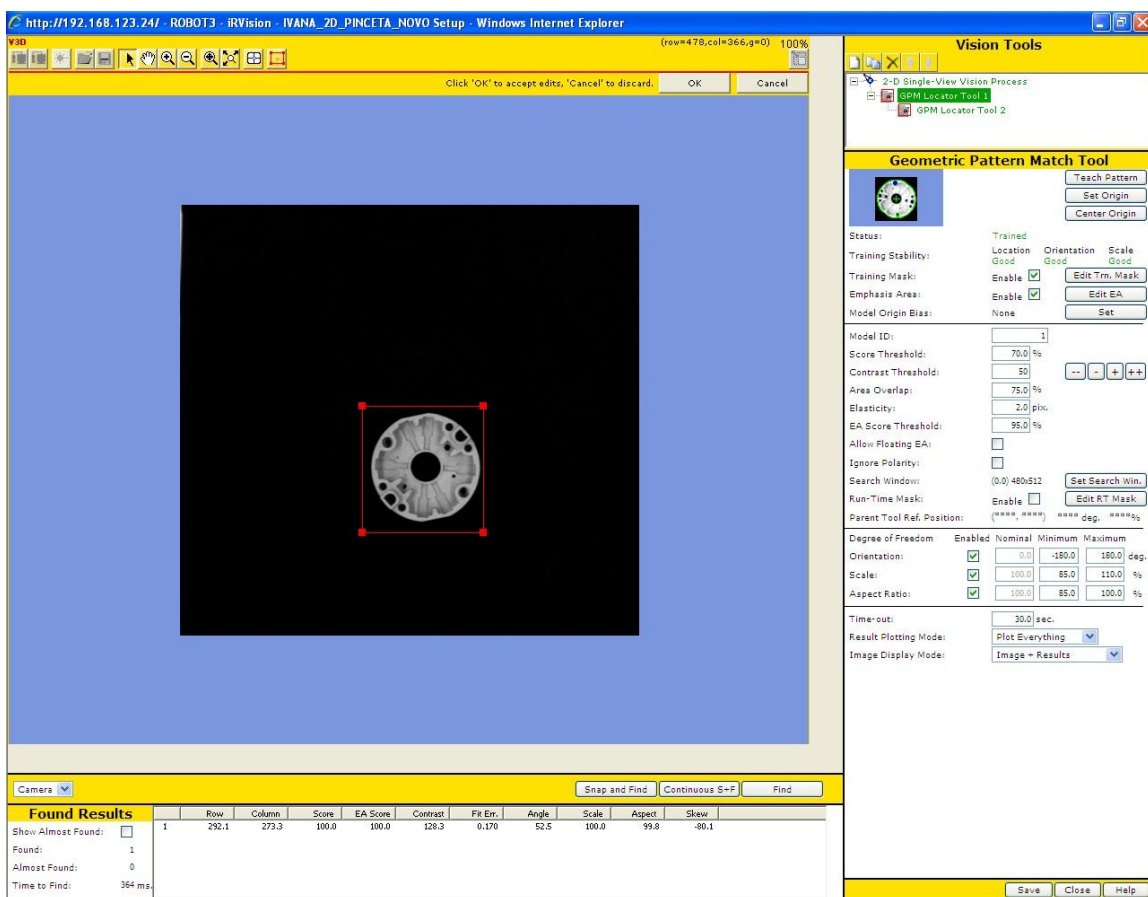 http://192.168.123.24/ - ROBOT3 - iRVision - IVANA_2D_PINCETA_NOVO Setup - Windows Internet Explorer
V3D
(row=478,col=366,g=0) 100%
Click 'OK' to accept edits, 'Cancel' to discard. OK Cancel
Vision Tools
2-D Single-View Vision Process
GPM Locator Tool 1
GPM Locator Tool 2
Geometric Pattern Match Tool
Teach Pattern
Set Origin
Center Origin
Status: Trained
Training Stability: Location Orientation Scale
Good Good Good
Training Mask: Enable Edit Trn. Mask
Emphasis Area: Enable Edit EA
Model Origin Bias: None Set
Model ID: 1
Score Threshold: 70.0 %
Contrast Threshold: 50 -- - + ++
Area Overlap: 75.0 %
Elasticity: 2.0 pix.
EA Score Threshold: 95.0 %
Allow Floating EA:
Ignore Polarity:
Search Window: (0,0) 480x512 Set Search Win.
Run-Time Mask: Enable Edit RT Mask
Parent Tool Ref. Position: (****, ****) **** deg. ****%
Degree of Freedom Enabled Nominal Minimum Maximum
Orientation: 0.0 -180.0 180.0 deg.
Scale: 100.0 85.0 110.0 %
Aspect Ratio: 100.0 85.0 100.0 %
Time-out: 30.0 sec.
Result Plotting Mode: Plot Everything
Image Display Mode: Image + Results
Camera Snap and Find Continuous S+F Find
Found Results
Show Almost Found:
Found: 1
Almost Found: 0
Time to Find: 364 ms.
Row Column Score EA Score Contrast Fit Err. Angle Scale Aspect Skew
1 292.1 273.3 100.0 100.0 128.3 0.170 52.5 100.0 99.8 -80.1
Save Close Help